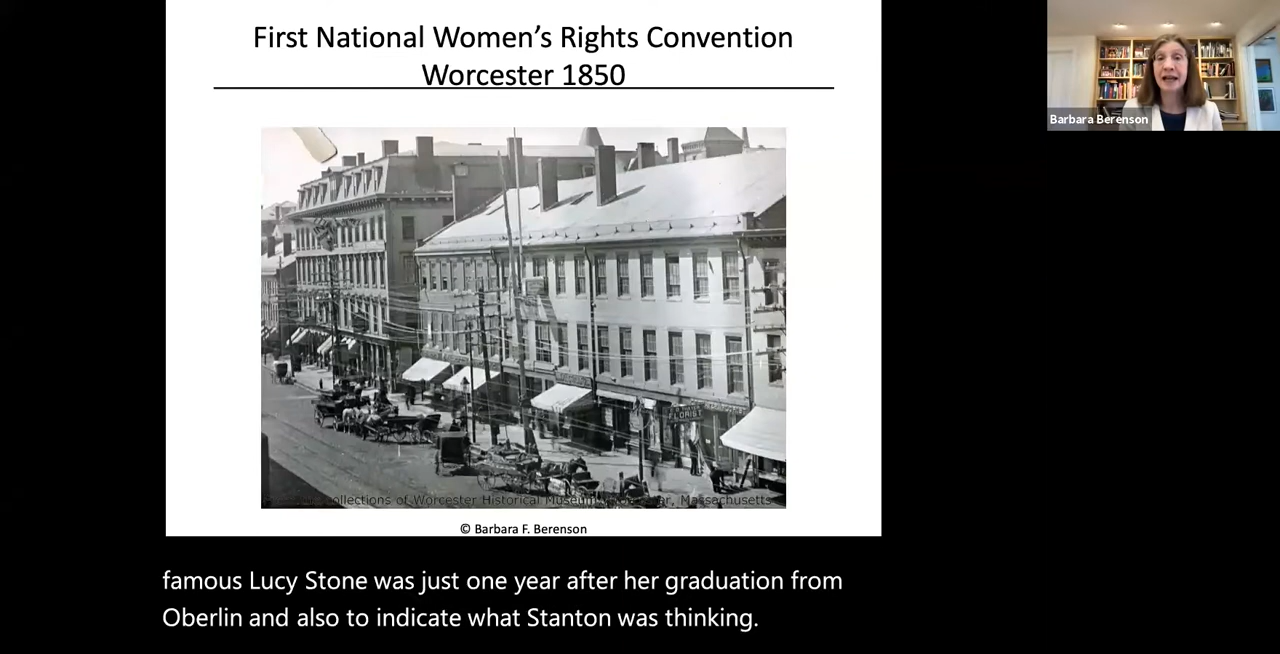 First National Women's Rights Convention
Worcester 1850
Barbara Berenson
FLORIST
Collections of Worcester Historical Museum, Massachusetts
© Barbara F. Berenson
famous Lucy Stone was just one year after her graduation from
Oberlin and also to indicate what Stanton was thinking.